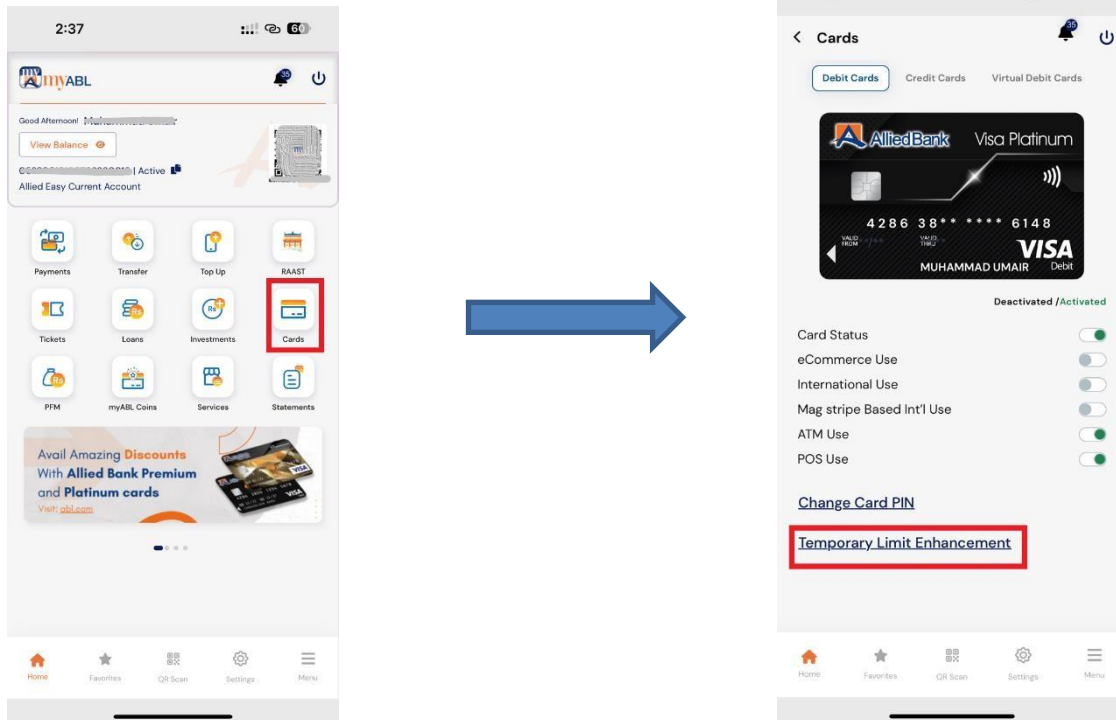 2:37
60
myABL
35
Good Afternoon!
View Balance
| Active
Allied Easy Current Account
Payments
Transfer
Top Up
RAAST
Tickets
Loans
Investments
Cards
PFM
myABL Coins
Services
Statements
Avail Amazing Discounts
With Allied Bank Premium
and Platinum cards
Visit: abl.com
Home
Favorites
QR Scan
Settings
Menu
Cards
35
Debit Cards
Credit Cards
Virtual Debit Cards
Allied Bank
Visa Platinum
4286 38** **** 6148
VALID FROM
VALID THRU
VISA
MUHAMMAD UMAIR
Debit
Deactivated /Activated
Card Status
eCommerce Use
International Use
Mag stripe Based Int'l Use
ATM Use
POS Use
Change Card PIN
Temporary Limit Enhancement
Home
Favorites
QR Scan
Settings
Menu